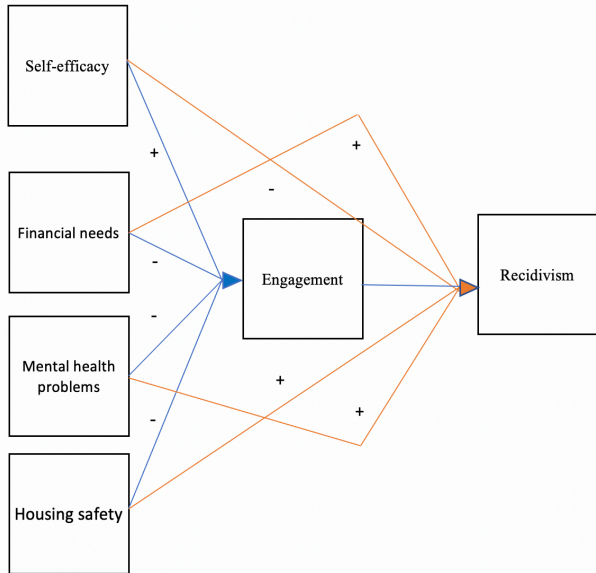 Self-efficacy
+
+
-
Financial needs
-
Engagement
Recidivism
-
Mental health
problems
+
+
-
Housing safety